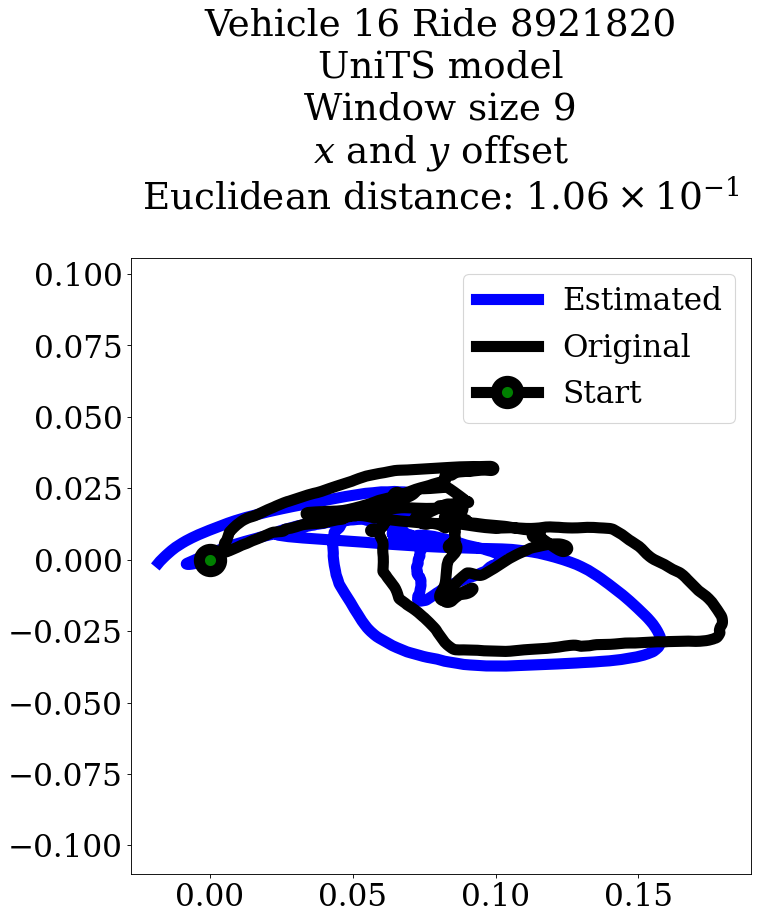 Vehicle 16 Ride 8921820
UniTS model
Window size 9
x and y offset
Euclidean distance: 1.06 × 10⁻¹
0.100
0.075
0.050
0.025
0.000
−0.025
−0.050
−0.075
−0.100
Estimated
Original
Start
0.00 0.05 0.10 0.15